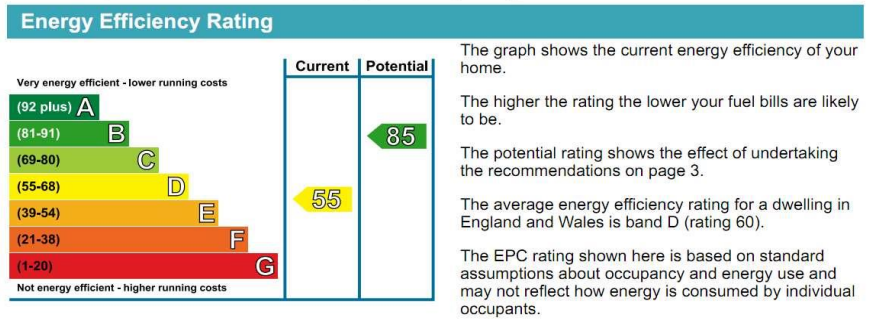 Energy Efficiency Rating
Current Potential
Very energy efficient - lower running costs
(92 plus) A
(81-91) B
(69-80) C
(55-68) D
(39-54) E
(21-38) F
(1-20) G
Not energy efficient - higher running costs
55
85
The graph shows the current energy efficiency of your
home.
The higher the rating the lower your fuel bills are likely
to be.
The potential rating shows the effect of undertaking
the recommendations on page 3.
The average energy efficiency rating for a dwelling in
England and Wales is band D (rating 60).
The EPC rating shown here is based on standard
assumptions about occupancy and energy use and
may not reflect how energy is consumed by individual
occupants.